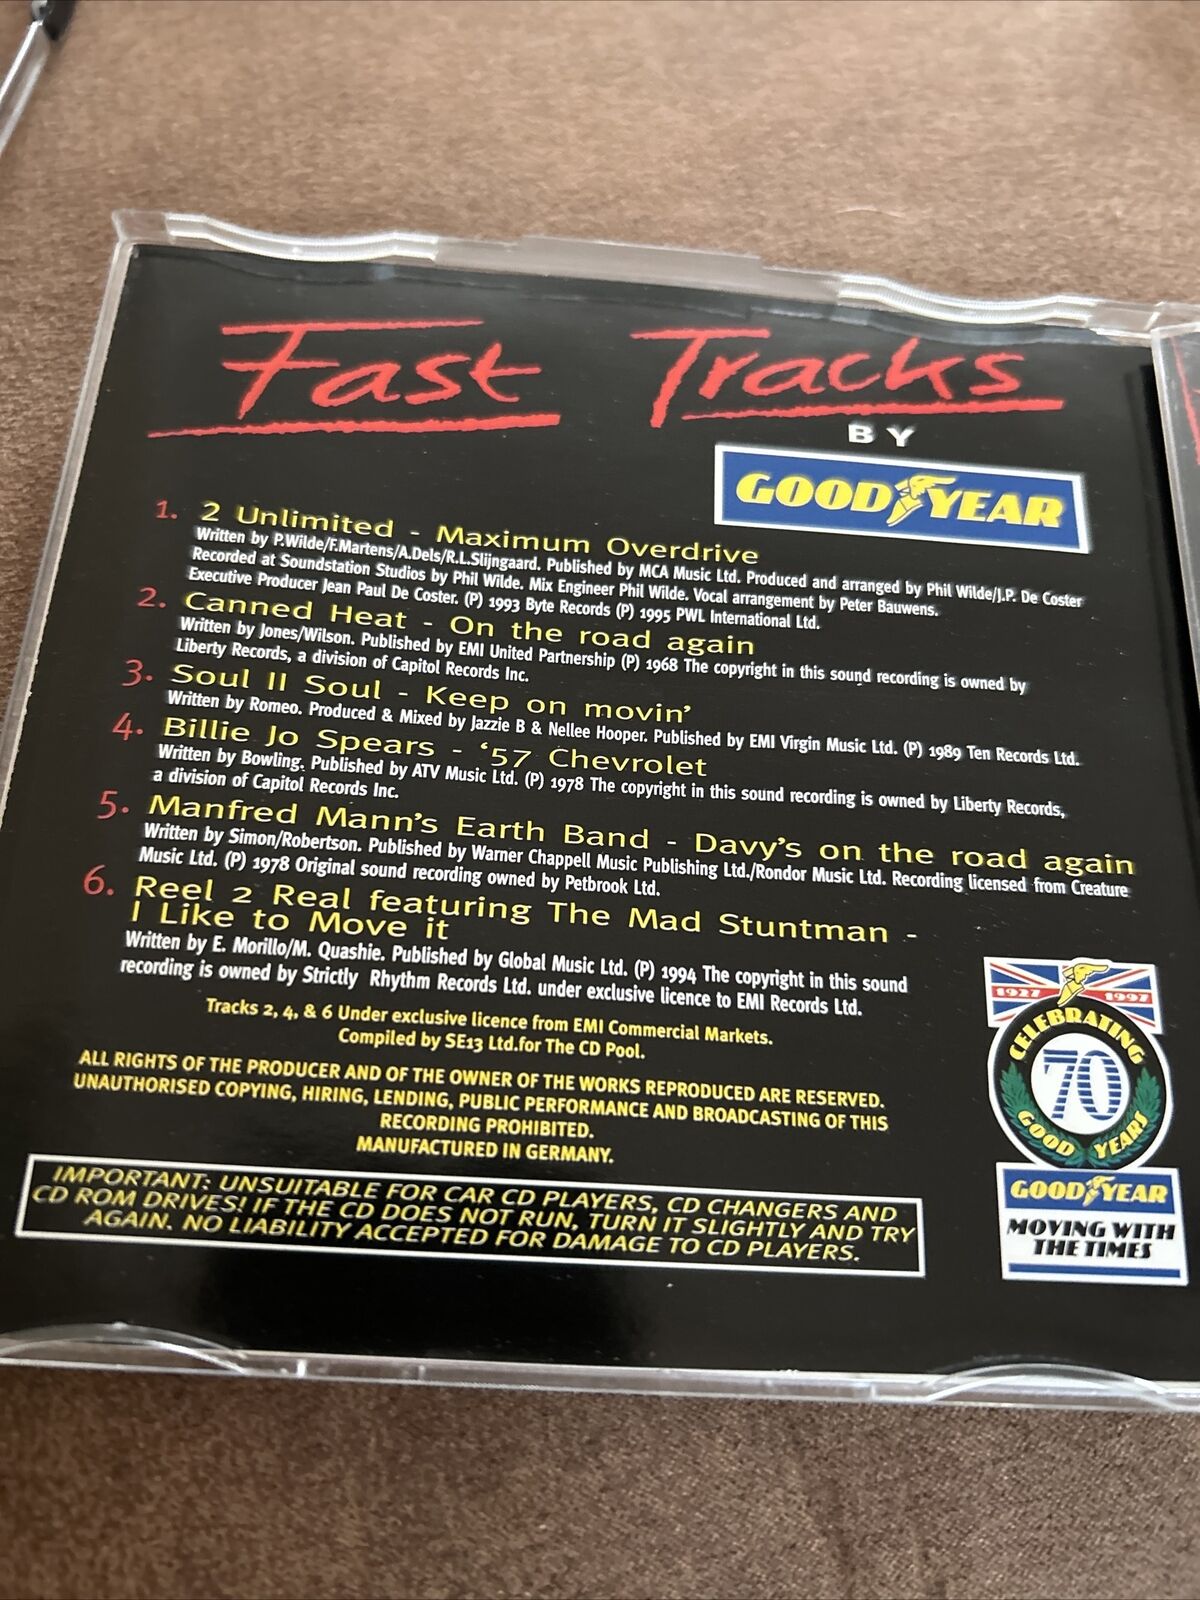 Fast Tracks
BY
GOODYEAR
1. 2 Unlimited - Maximum Overdrive
Written by P.Wilde/F.Martens/A.Dels/R.L.Slijngaard. Published by MCA Music Ltd. Produced and arranged by Phil Wilde/J.P. De Coster
Recorded at Soundstation Studios by Phil Wilde. Mix Engineer Phil Wilde. Vocal arrangement by Peter Bauwens.
Executive Producer Jean Paul De Coster. (P) 1993 Byte Records (P) 1995 PWL International Ltd.
2. Canned Heat - On the road again
Written by Jones/Wilson. Published by EMI United Partnership (P) 1968 The copyright in this sound recording is owned by
Liberty Records, a division of Capitol Records Inc.
3. Soul II Soul - Keep on movin'
Written by Romeo. Produced & Mixed by Jazzie B & Nellee Hooper. Published by EMI Virgin Music Ltd. (P) 1989 Ten Records Ltd.
4. Billie Jo Spears - ‘57 Chevrolet
Written by Bowling. Published by ATV Music Ltd. (P) 1978 The copyright in this sound recording is owned by Liberty Records,
a division of Capitol Records Inc.
5. Manfred Mann's Earth Band - Davy's on the road again
Written by Simon/Robertson. Published by Warner Chappell Music Publishing Ltd./Rondor Music Ltd. Recording licensed from Creature
Music Ltd. (P) 1978 Original sound recording owned by Petbrook Ltd.
6. Reel 2 Real featuring The Mad Stuntman -
I Like to Move it
Written by E. Morillo/M. Quashie. Published by Global Music Ltd. (P) 1994 The copyright in this sound
recording is owned by Strictly Rhythm Records Ltd. under exclusive licence to EMI Records Ltd.
Tracks 2, 4, & 6 Under exclusive licence from EMI Commercial Markets.
Compiled by SE13 Ltd.for The CD Pool.
ALL RIGHTS OF THE PRODUCER AND OF THE OWNER OF THE WORKS REPRODUCED ARE RESERVED.
UNAUTHORISED COPYING, HIRING, LENDING, PUBLIC PERFORMANCE AND BROADCASTING OF THIS
RECORDING PROHIBITED.
MANUFACTURED IN GERMANY.
IMPORTANT: UNSUITABLE FOR CAR CD PLAYERS, CD CHANGERS AND
CD ROM DRIVES! IF THE CD DOES NOT RUN, TURN IT SLIGHTLY AND TRY
AGAIN. NO LIABILITY ACCEPTED FOR DAMAGE TO CD PLAYERS.
1927 1997
CELEBRATING
70
GOOD YEARS
GOODYEAR
MOVING WITH
THE TIMES